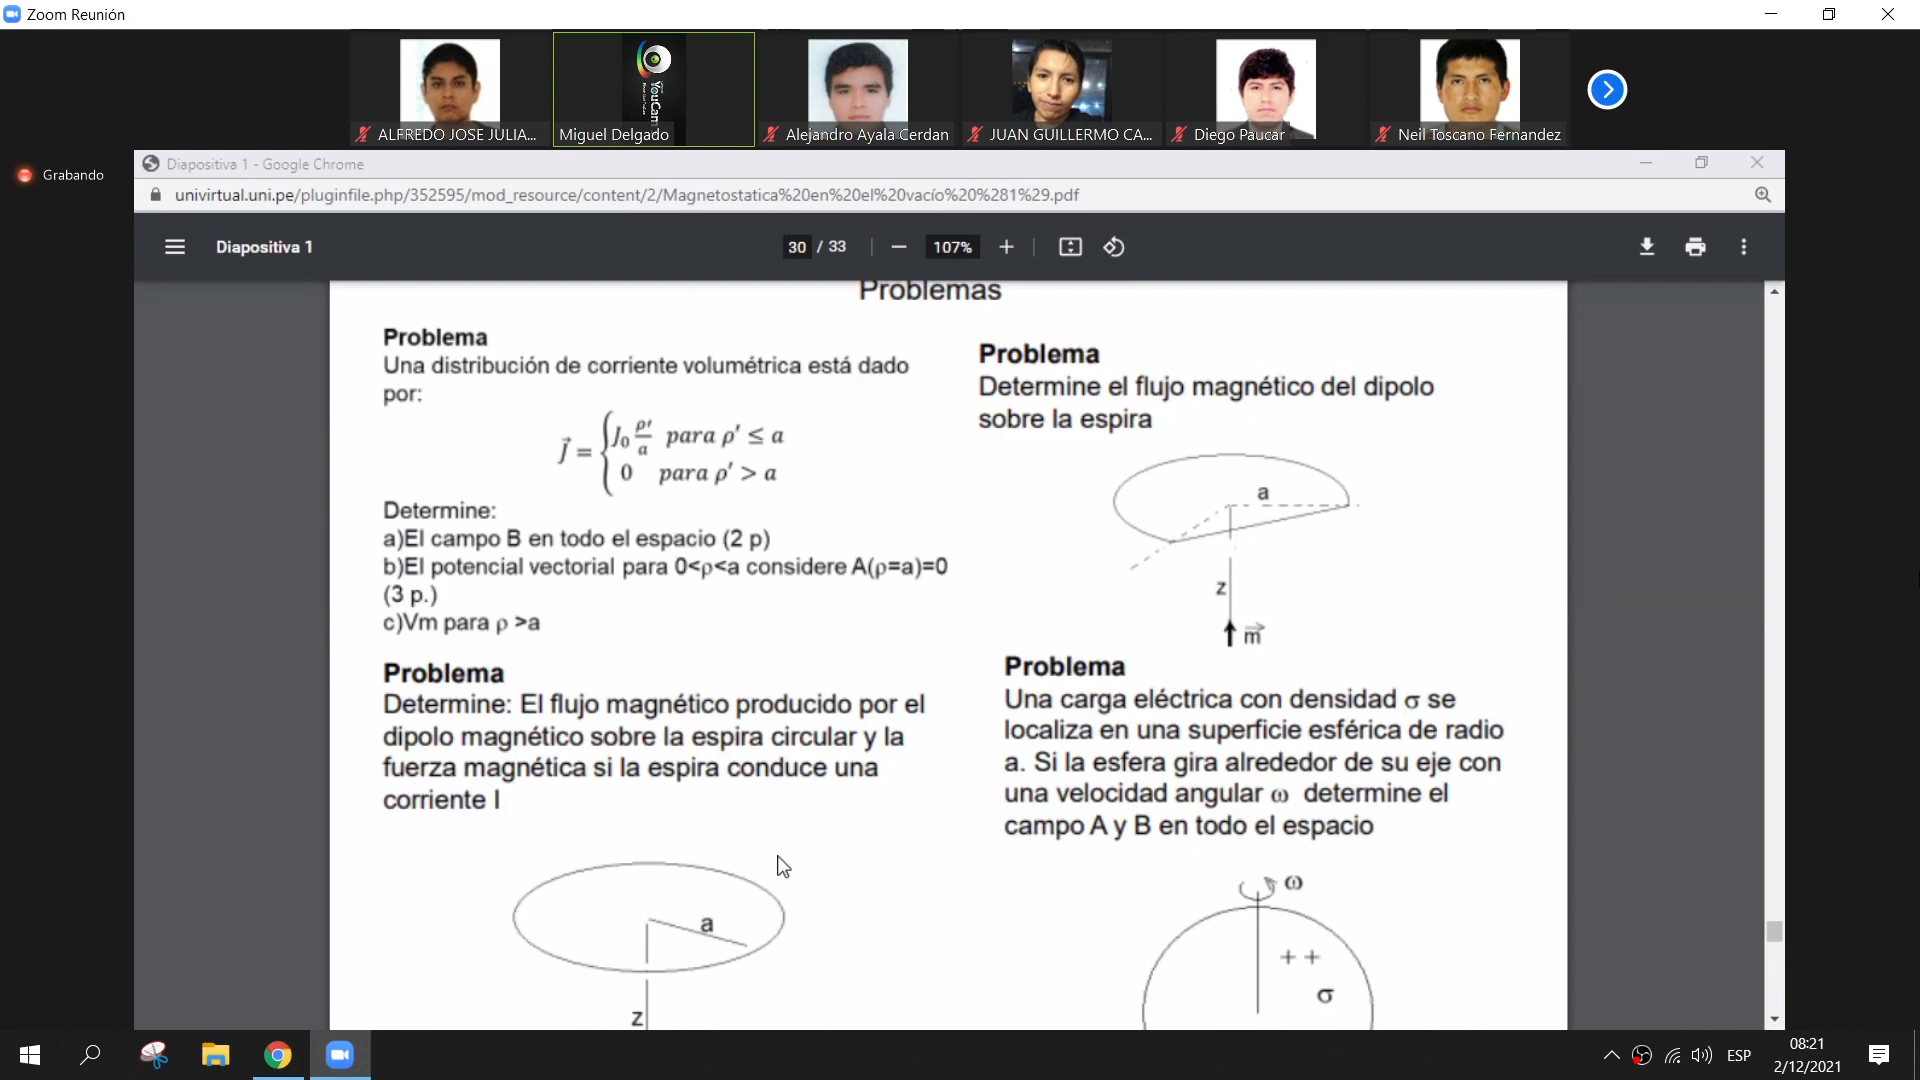 Zoom Reunión
YouCam
ALFREDO JOSE JULIA...
Miguel Delgado
Alejandro Ayala Cerdan
JUAN GUILLERMO CA...
Diego Paucar
Neil Toscano Fernandez
Grabando
Diapositiva 1 - Google Chrome
univirtual.uni.pe/pluginfile.php/352595/mod_resource/content/2/Magnetostatica%20en%20el%20vacío%20%281%29.pdf
Diapositiva 1
30 / 33
107%
Problemas
Problema
Una distribución de corriente volumétrica está dado
por:
J⃗ = { J₀ ρ′/a para ρ′ ≤ a
0 para ρ′ > a
Determine:
a)El campo B en todo el espacio (2 p)
b)El potencial vectorial para 0<ρ<a considere A(ρ=a)=0
(3 p.)
c)Vm para ρ >a
Problema
Determine: El flujo magnético producido por el
dipolo magnético sobre la espira circular y la
fuerza magnética si la espira conduce una
corriente I
a
z
Problema
Determine el flujo magnético del dipolo
sobre la espira
a
z
m⃗
Problema
Una carga eléctrica con densidad σ se
localiza en una superficie esférica de radio
a. Si la esfera gira alrededor de su eje con
una velocidad angular ω determine el
campo A y B en todo el espacio
ω
++
σ
ESP
08:21
2/12/2021